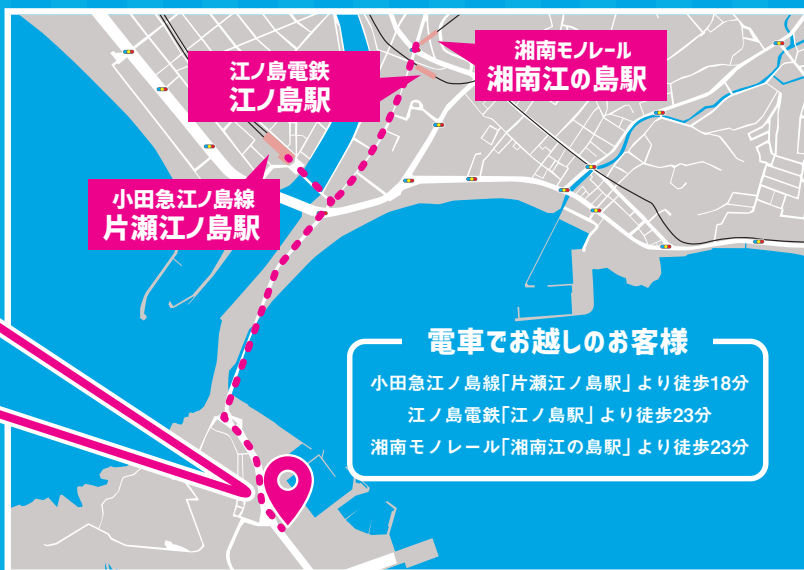 湘南モノレール
湘南江の島駅
江ノ島電鉄
江ノ島駅
小田急江ノ島線
片瀬江ノ島駅
電車でお越しのお客様
小田急江ノ島線「片瀬江ノ島駅」より徒歩18分
江ノ島電鉄「江ノ島駅」より徒歩23分
湘南モノレール「湘南江の島駅」より徒歩23分